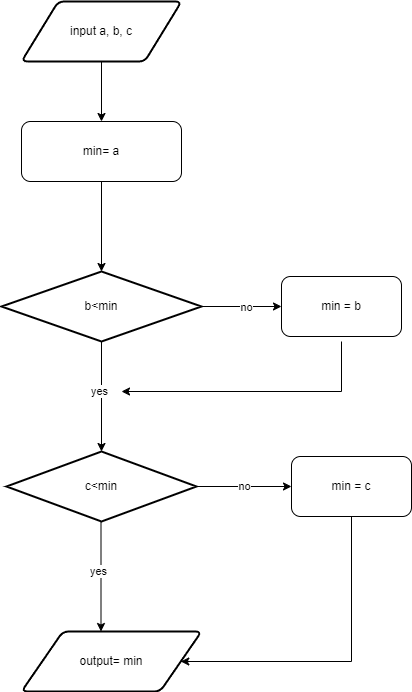 input a, b, c
min= a
b<min
no
min = b
yes
c<min
no
min = c
yes
output= min